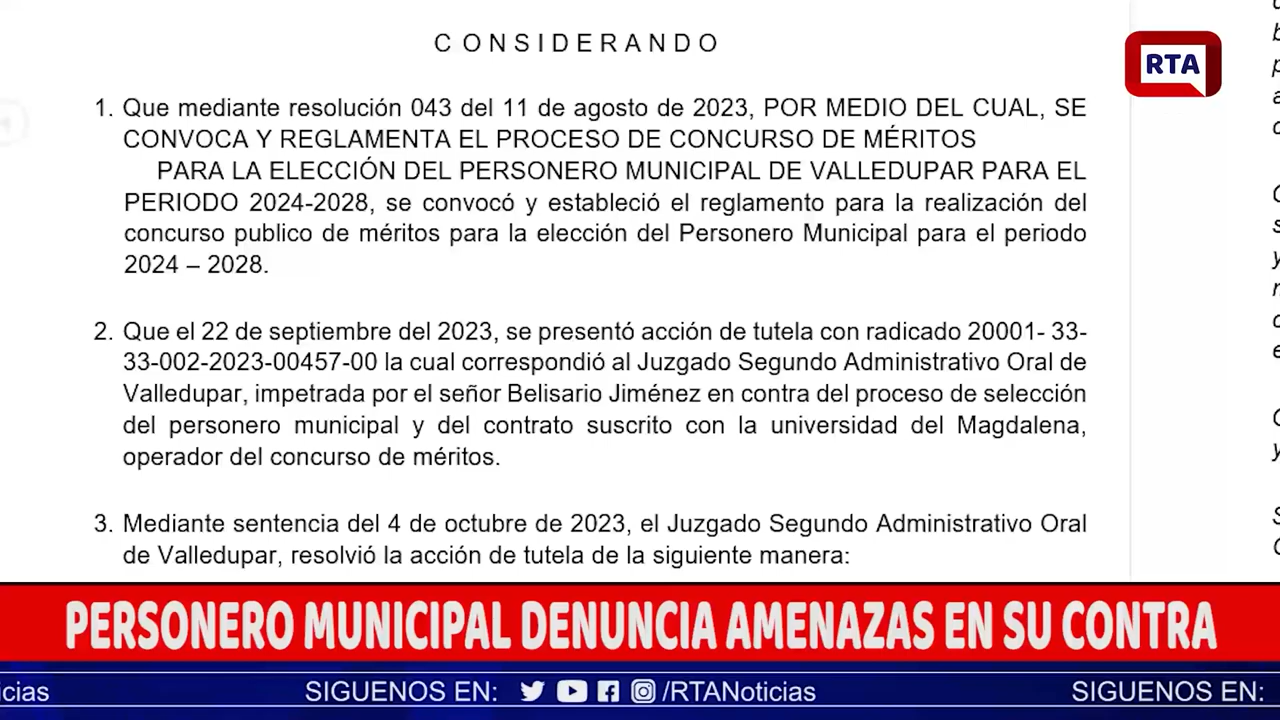 CONSIDERANDO
RTA
1. Que mediante resolución 043 del 11 de agosto de 2023, POR MEDIO DEL CUAL, SE
CONVOCA Y REGLAMENTA EL PROCESO DE CONCURSO DE MÉRITOS
PARA LA ELECCIÓN DEL PERSONERO MUNICIPAL DE VALLEDUPAR PARA EL
PERIODO 2024-2028, se convocó y estableció el reglamento para la realización del
concurso publico de méritos para la elección del Personero Municipal para el periodo
2024 – 2028.
2. Que el 22 de septiembre del 2023, se presentó acción de tutela con radicado 20001- 33-
33-002-2023-00457-00 la cual correspondió al Juzgado Segundo Administrativo Oral de
Valledupar, impetrada por el señor Belisario Jiménez en contra del proceso de selección
del personero municipal y del contrato suscrito con la universidad del Magdalena,
operador del concurso de méritos.
3. Mediante sentencia del 4 de octubre de 2023, el Juzgado Segundo Administrativo Oral
de Valledupar, resolvió la acción de tutela de la siguiente manera:
PERSONERO MUNICIPAL DENUNCIA AMENAZAS EN SU CONTRA
icias SIGUENOS EN: /RTANoticias SIGUENOS EN: